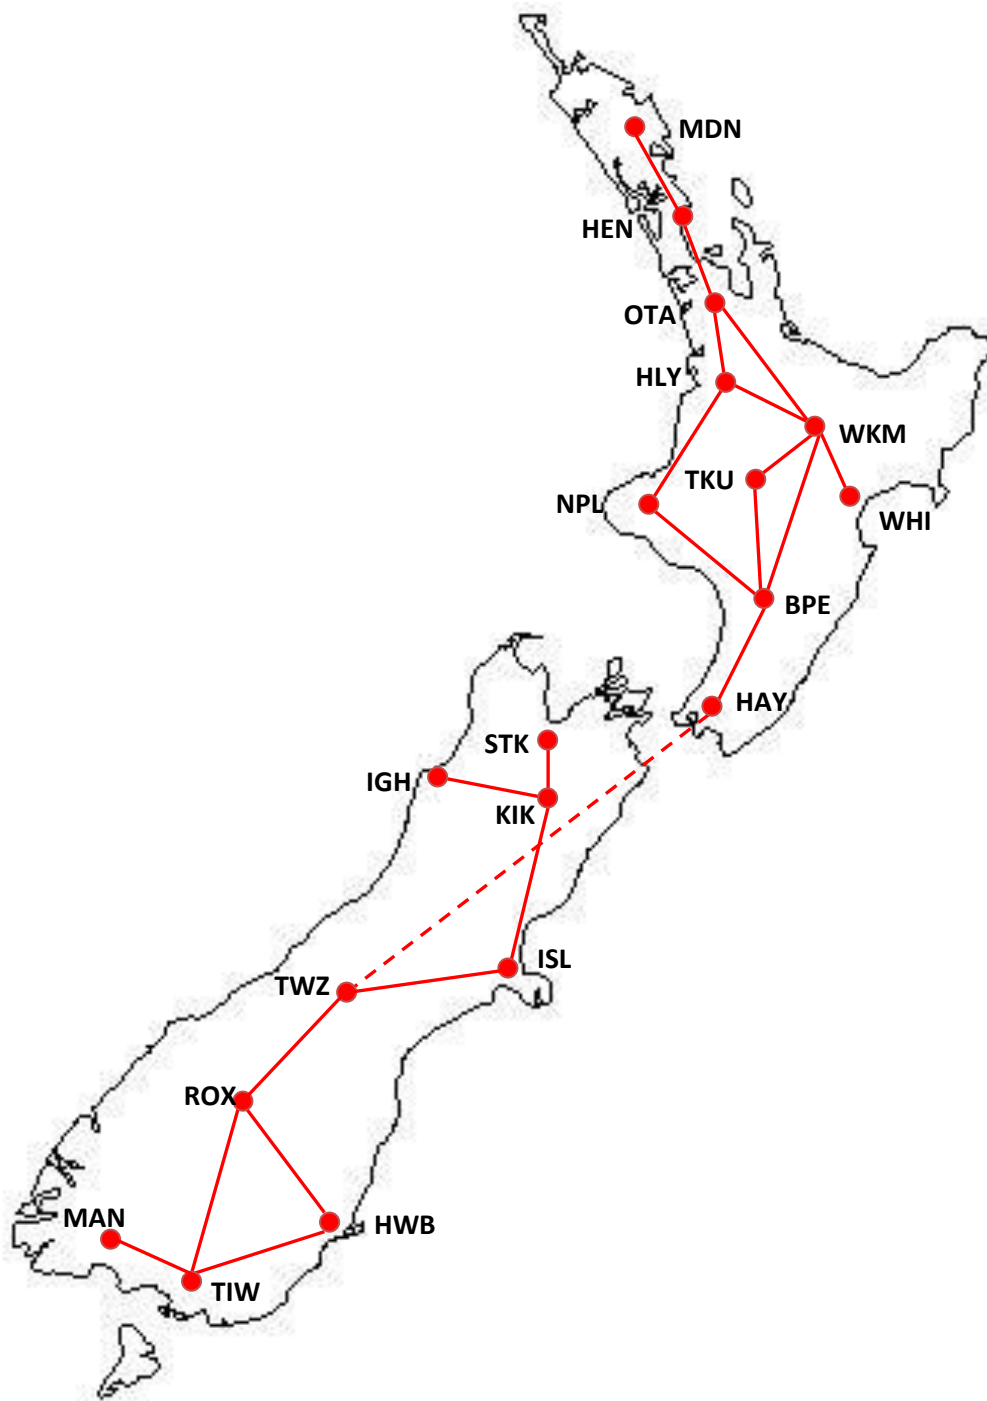 MDN
HEN
OTA
HLY
WKM
TKU
NPL
WHI
BPE
HAY
STK
IGH
KIK
ISL
TWZ
ROX
MAN
HWB
TIW